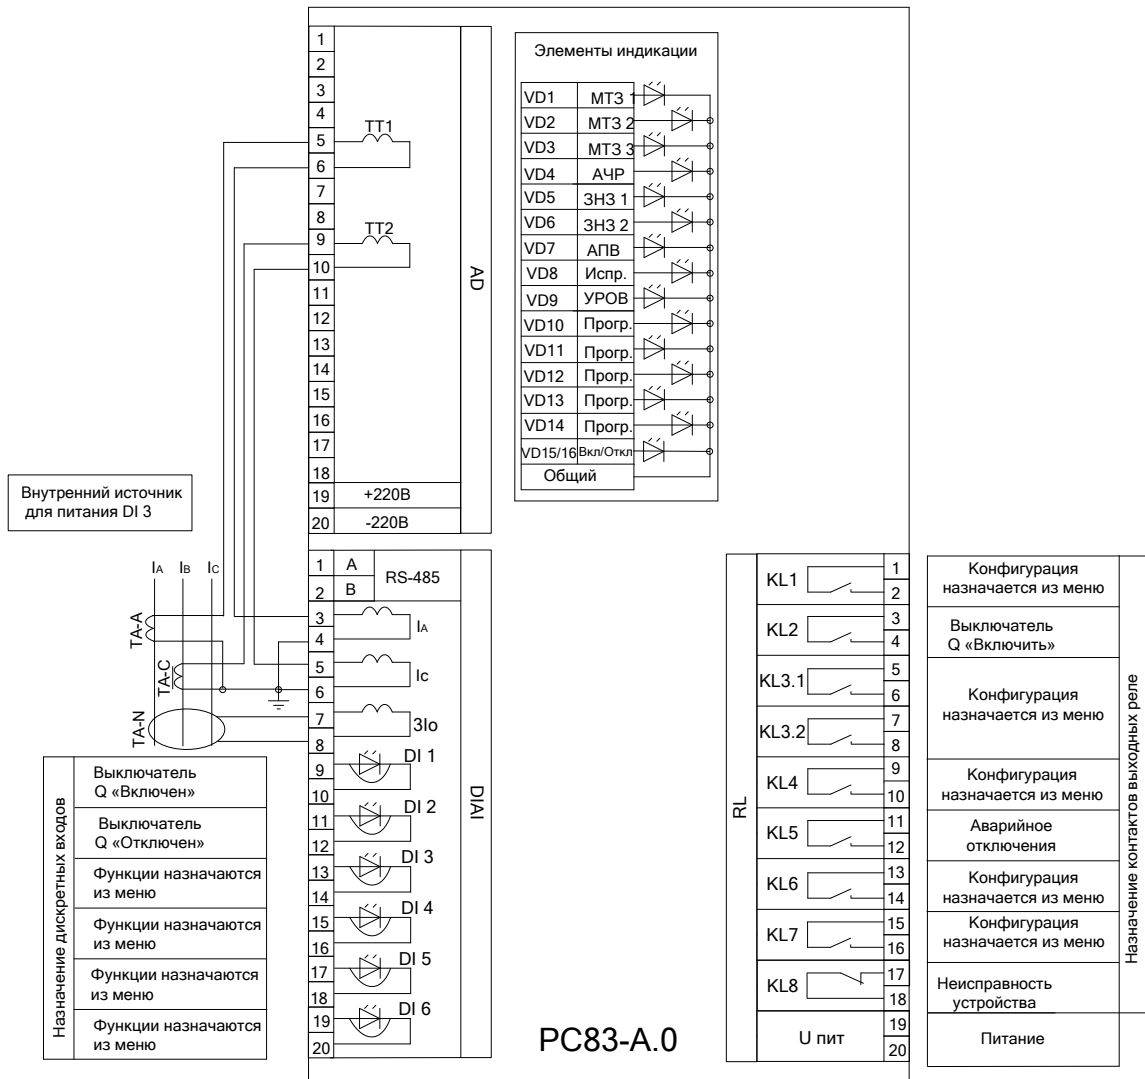 1
2
3
4
5
6
7
8
9
10
11
12
13
14
15
16
17
18
19 +220В
20 -220В
ТТ1
ТТ2
AD
Элементы индикации
VD1 МТЗ 1
VD2 МТЗ 2
VD3 МТЗ 3
VD4 АЧР
VD5 ЗНЗ 1
VD6 ЗНЗ 2
VD7 АПВ
VD8 Испр.
VD9 УРОВ
VD10 Прогр.
VD11 Прогр.
VD12 Прогр.
VD13 Прогр.
VD14 Прогр.
VD15/16 Вкл/Откл
Общий
Внутренний источник
для питания DI 3
IA IB IC
TA-A
TA-C
TA-N
1 A
2 B
RS-485
3
4
IA
5
6
Ic
7
8
3Io
9
10
DI 1
11
12
DI 2
13
14
DI 3
15
16
DI 4
17
18
DI 5
19
20
DI 6
DIAI
Назначение дискретных входов
Выключатель
Q «Включен»
Выключатель
Q «Отключен»
Функции назначаются
из меню
Функции назначаются
из меню
Функции назначаются
из меню
Функции назначаются
из меню
РС83-А.0
RL
KL1
1
2
Конфигурация
назначается из меню
KL2
3
4
Выключатель
Q «Включить»
KL3.1
5
6
KL3.2
7
8
Конфигурация
назначается из меню
KL4
9
10
Конфигурация
назначается из меню
KL5
11
12
Аварийное
отключения
KL6
13
14
Конфигурация
назначается из меню
KL7
15
16
Конфигурация
назначается из меню
KL8
17
18
Неисправность
устройства
U пит
19
20
Питание
Назначение контактов выходных реле